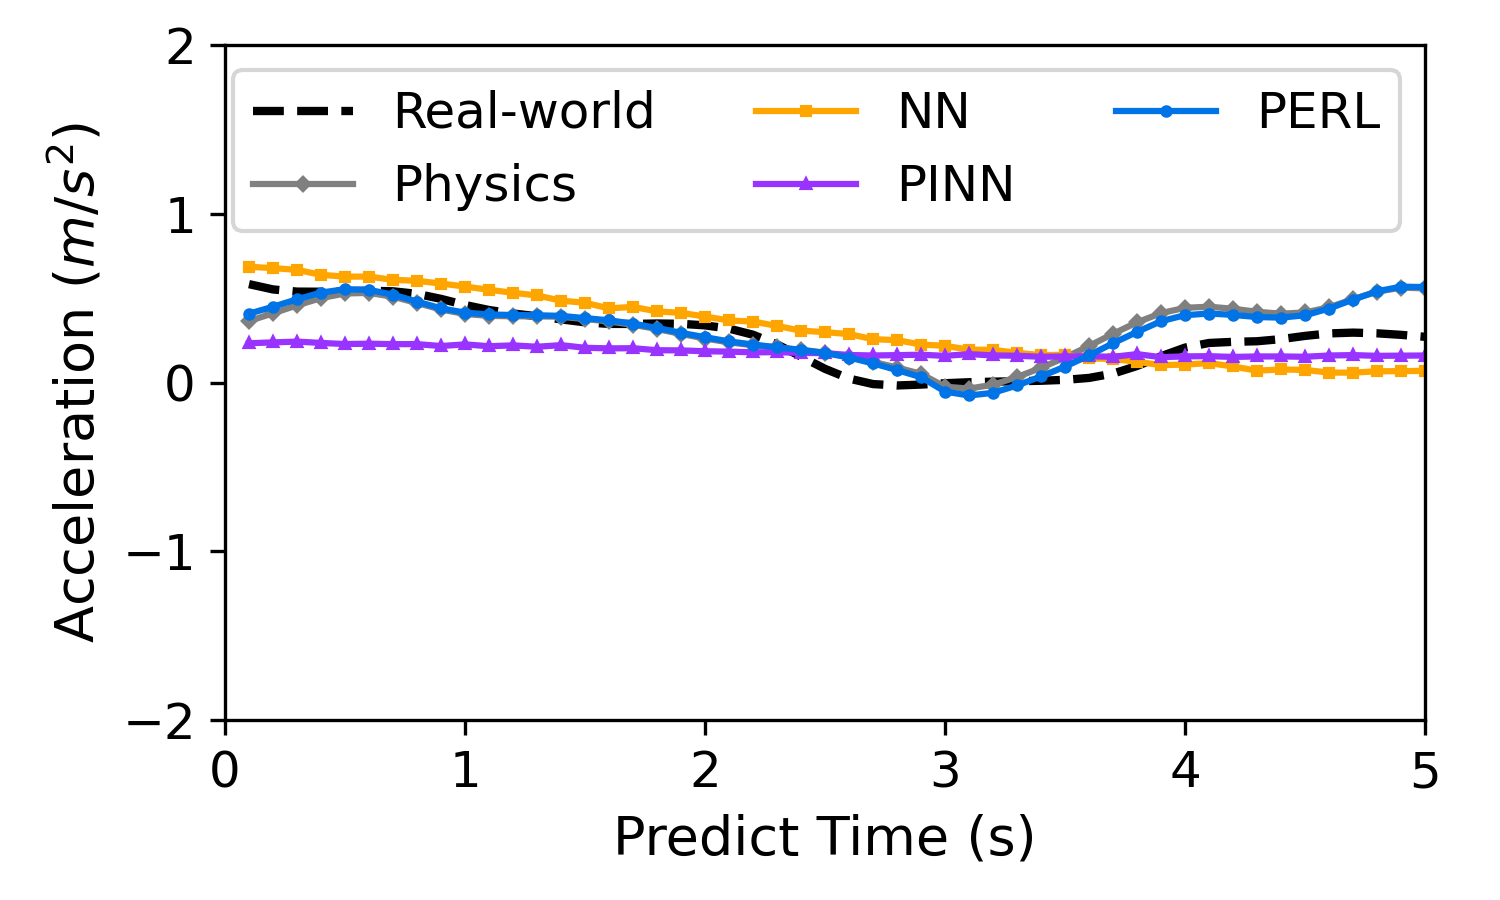 2
1
0
−1
−2
Acceleration (m/s²)
Real-world
NN
PERL
Physics
PINN
0 1 2 3 4 5
Predict Time (s)